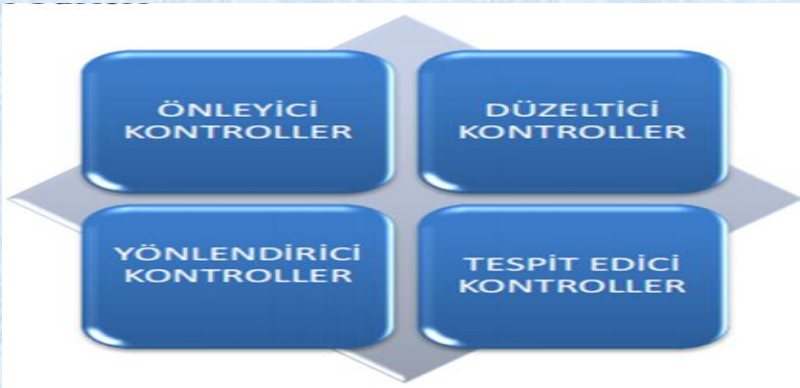 ÖNLEYİCİ
KONTROLLER
DÜZELTİCİ
KONTROLLER
YÖNLENDİRİCİ
KONTROLLER
TESPİT EDİCİ
KONTROLLER